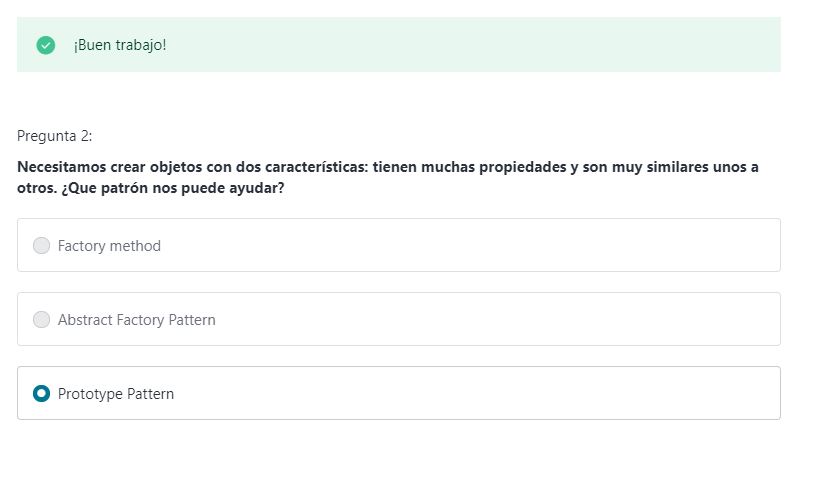 ¡Buen trabajo!
Pregunta 2:
Necesitamos crear objetos con dos características: tienen muchas propiedades y son muy similares unos a
otros. ¿Que patrón nos puede ayudar?
Factory method
Abstract Factory Pattern
Prototype Pattern